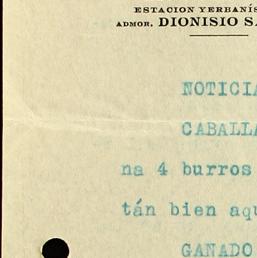 ESTACION YERBANÍS
ADMOR. DIONISIO
NOTICIA
CABALLA
na 4 burros
tán bien aqu
GANADO